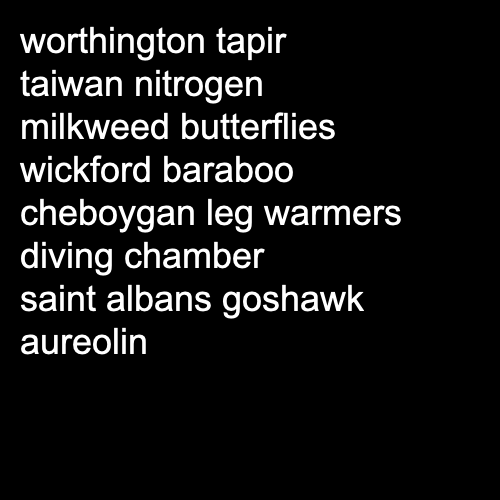 worthington tapir
taiwan nitrogen
milkweed butterflies
wickford baraboo
cheboygan leg warmers
diving chamber
saint albans goshawk
aureolin